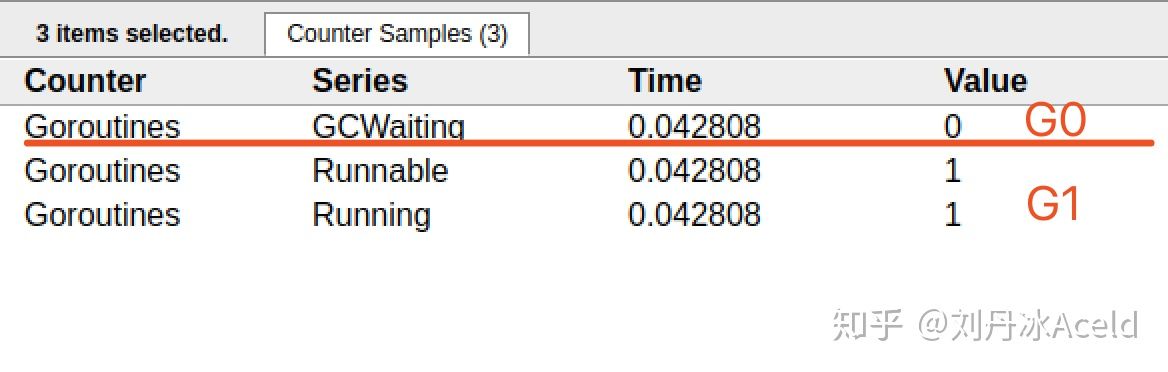 3 items selected. Counter Samples (3)
Counter Series Time Value
Goroutines GCWaiting 0.042808 0 G0
Goroutines Runnable 0.042808 1
Goroutines Running 0.042808 1 G1
知乎 @刘丹冰Aceld